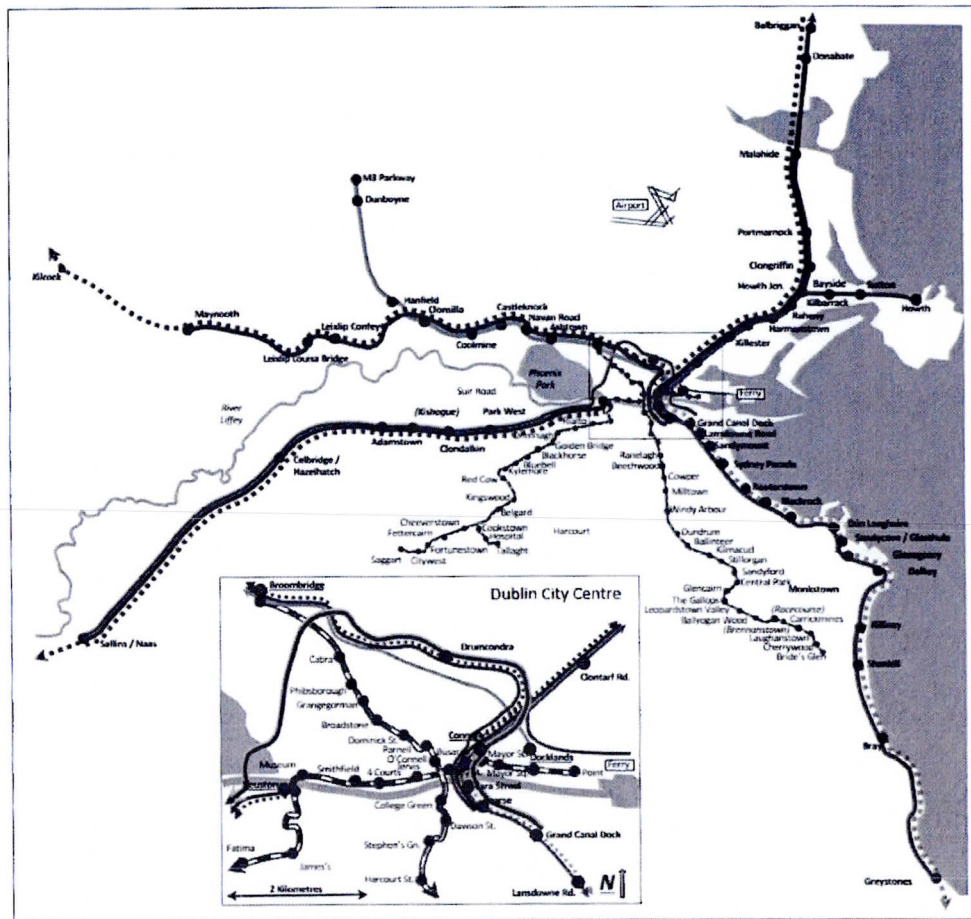 Balbriggan
Donabate
Malahide
M3 Parkway
Dunboyne
Airport
Portmarnock
Clongriffin
Howth Jcn.
Bayside
Sutton
Kilbarrack
Howth
Raheny
Harmonstown
Killester
Kilcock
Hanfield
Clonsilla
Castleknock
Navan Road
Ashtown
Maynooth
Leixlip Confey
Coolmine
Leixlip Lousa Bridge
Phoenix
Park
Suir Road
Ferry
River
Liffey
(Kishogue)
Park West
Adamstown
Clondalkin
Celbridge /
Hazelhatch
Grand Canal Dock
Lansdowne Road
Sandymount
Sydney Parade
Booterstown
Blackrock
Golden Bridge
Blackhorse
Bluebell
Kylemore
Red Cow
Kingswood
Belgard
Ranelagh
Beechwood
Cowper
Milltown
Windy Arbour
Dundrum
Ballinteer
Kilmacud
Stillorgan
Sandyford
Central Park
Monkstown
Glencairn
The Gallops
Leopardstown Valley
(Racecourse)
Ballyogan Wood
Carrickmines
(Brennanstown)
Laughanstown
Cherrywood
Bride's Glen
Dún Laoghaire
Sandycove / Glasthule
Glenageary
Dalkey
Killiney
Shankill
Bray
Greystones
Cheeverstown
Cookstown
Harcourt
Fettercairn
Hospital
Fortunestown
Tallaght
Saggart
Citywest
Sallins / Naas
Dublin City Centre
Broombridge
Drumcondra
Clontarf Rd.
Cabra
Phibsborough
Grangegorman
Broadstone
Dominick St.
Parnell
O'Connell
Docklands
Museum
Smithfield
4 Courts
Jervis
Mayor Sq.
Point
Ferry
Heuston
College Green
Dawson St.
Grand Canal Dock
Stephen's Gn.
Fatima
James's
Harcourt St.
Lansdowne Rd.
2 Kilometres
N